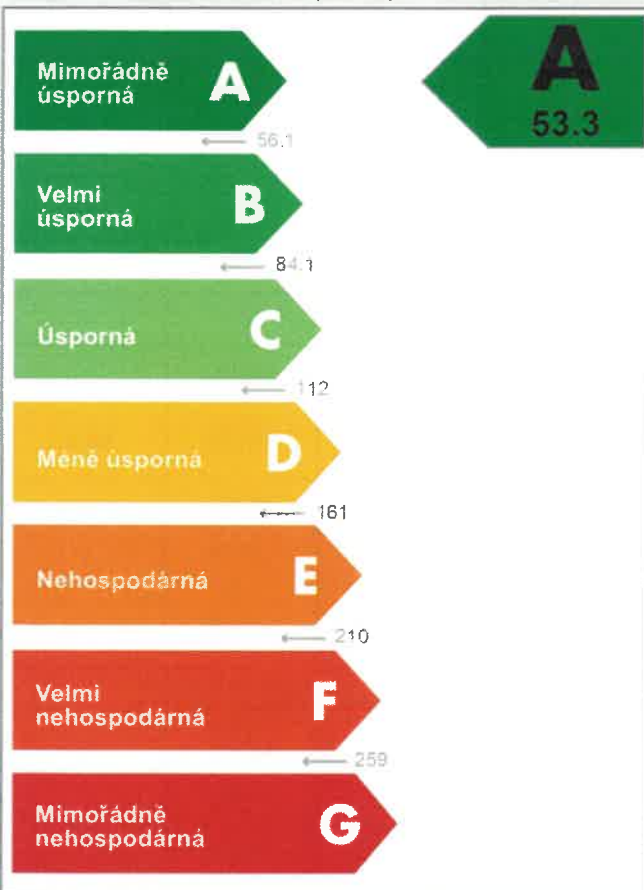 Mimořádně
úsporná
A
A
53.3
56.1
Velmi
úsporná
B
84.1
Úsporná
C
112
Méně úsporná
D
161
Nehospodárná
E
210
Velmi
nehospodárná
F
259
Mimořádně
nehospodárná
G